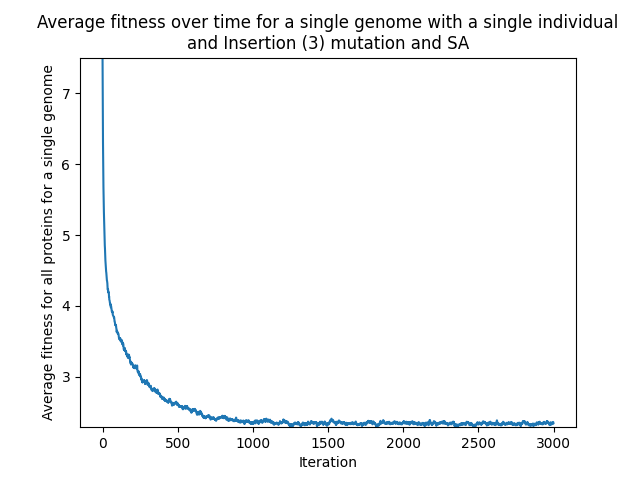 Average fitness over time for a single genome with a single individual
and Insertion (3) mutation and SA
Average fitness for all proteins for a single genome
7
6
5
4
3
0 500 1000 1500 2000 2500 3000
Iteration